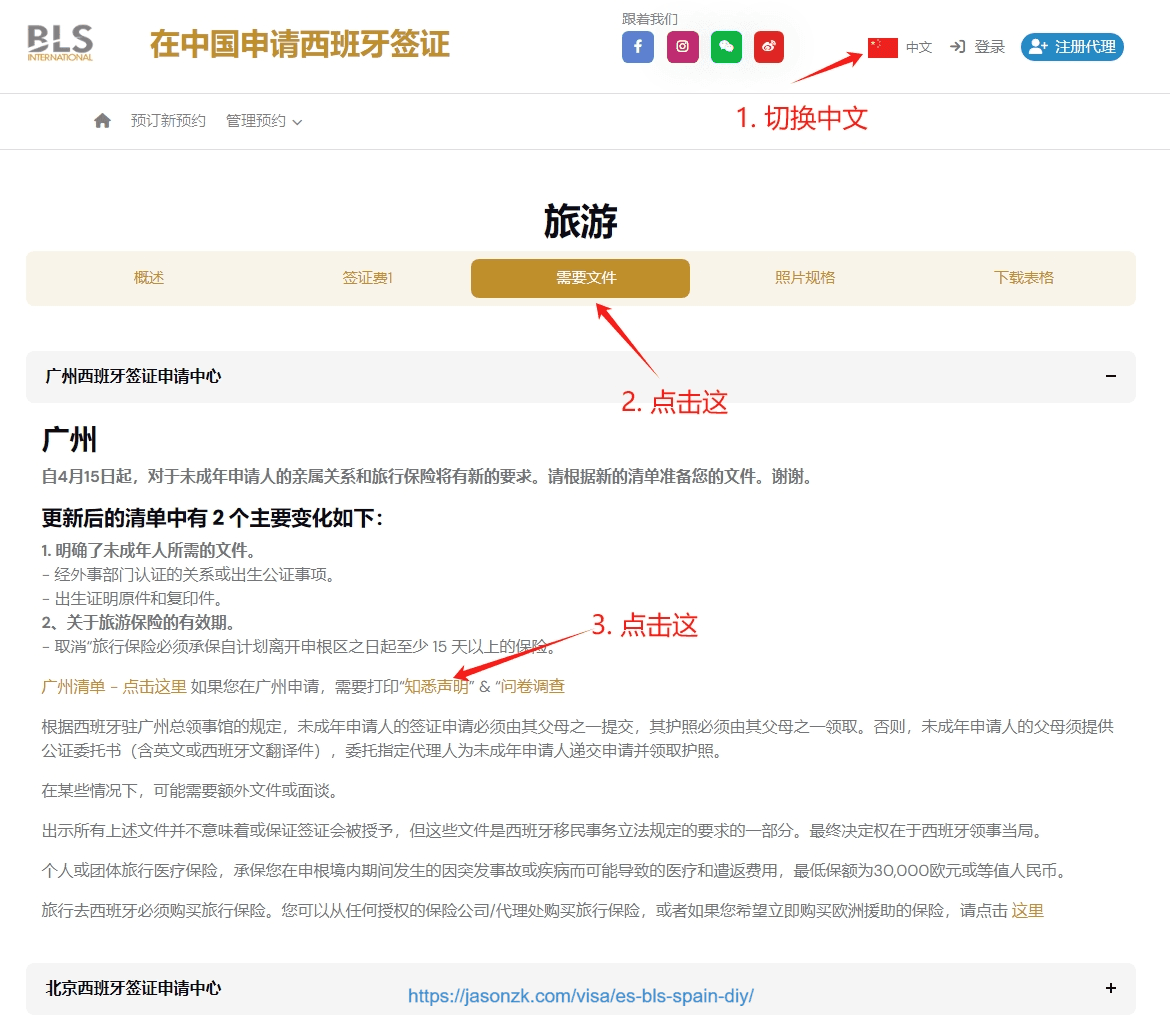 BLS
INTERNATIONAL
在中国申请西班牙签证
跟着我们
中文
登录
注册代理
1. 切换中文
预订新预约
管理预约
旅游
概述
签证费1
需要文件
照片规格
下载表格
2. 点击这
广州西班牙签证申请中心
广州
自4月15日起，对于未成年申请人的亲属关系和旅行保险将有新的要求。请根据新的清单准备您的文件。谢谢。
更新后的清单中有 2 个主要变化如下：
1. 明确了未成年人所需的文件。
- 经外事部门认证的关系或出生公证事项。
- 出生证明原件和复印件。
2、关于旅游保险的有效期。
3. 点击这
- 取消“旅行保险必须承保自计划离开申根区之日起至少 15 天以上的保险。
广州清单 - 点击这里 如果您在广州申请，需要打印“知悉声明” & “问卷调查
根据西班牙驻广州总领事馆的规定，未成年申请人的签证申请必须由其父母之一提交，其护照必须由其父母之一领取。否则，未成年申请人的父母须提供
公证委托书（含英文或西班牙文翻译件），委托指定代理人为未成年申请人递交申请并领取护照。
在某些情况下，可能需要额外文件或面谈。
出示所有上述文件并不意味着或保证签证会被授予，但这些文件是西班牙移民事务立法规定的要求的一部分。最终决定权在于西班牙领事当局。
个人或团体旅行医疗保险，承保您在申根境内期间发生的因突发事故或疾病而可能导致的医疗和遣返费用，最低保额为30,000欧元或等值人民币。
旅行去西班牙必须购买旅行保险。您可以从任何授权的保险公司/代理处购买旅行保险，或者如果您希望立即购买欧洲援助的保险，请点击 这里
北京西班牙签证申请中心
https://jasonzk.com/visa/es-bls-spain-diy/